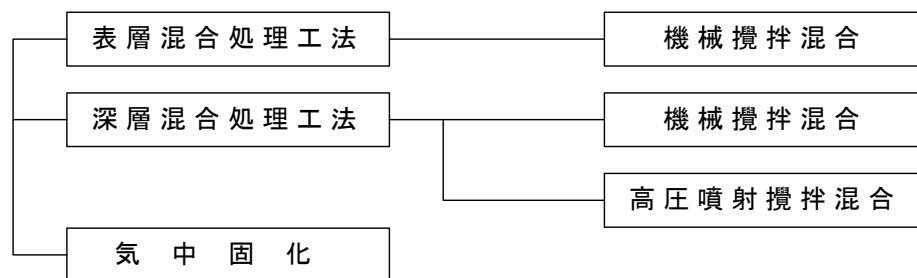 表層混合処理工法
機械攪拌混合
深層混合処理工法
機械攪拌混合
高圧噴射攪拌混合
気中固化